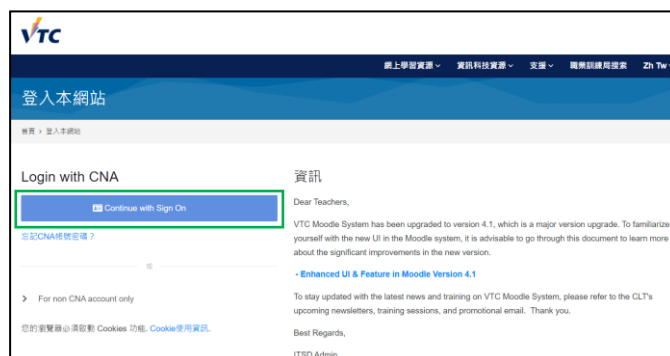 VTC
網上學習資源 資訊科技資源 支援 職業訓練局搜索 Zh Tw
登入本網站
首頁 › 登入本網站
Login with CNA
Continue with Sign On
忘記CNA帳號密碼？
或
For non CNA account only
您的瀏覽器必須啟動 Cookies 功能. Cookie使用資訊.
資訊
Dear Teachers,
VTC Moodle System has been upgraded to version 4.1, which is a major version upgrade. To familiarize
yourself with the new UI in the Moodle system, it is advisable to go through this document to learn more
about the significant improvements in the new version.
- Enhanced UI & Feature in Moodle Version 4.1
To stay updated with the latest news and training on VTC Moodle System, please refer to the CLT's
upcoming newsletters, training sessions, and promotional email. Thank you.
Best Regards,
ITSD Admin